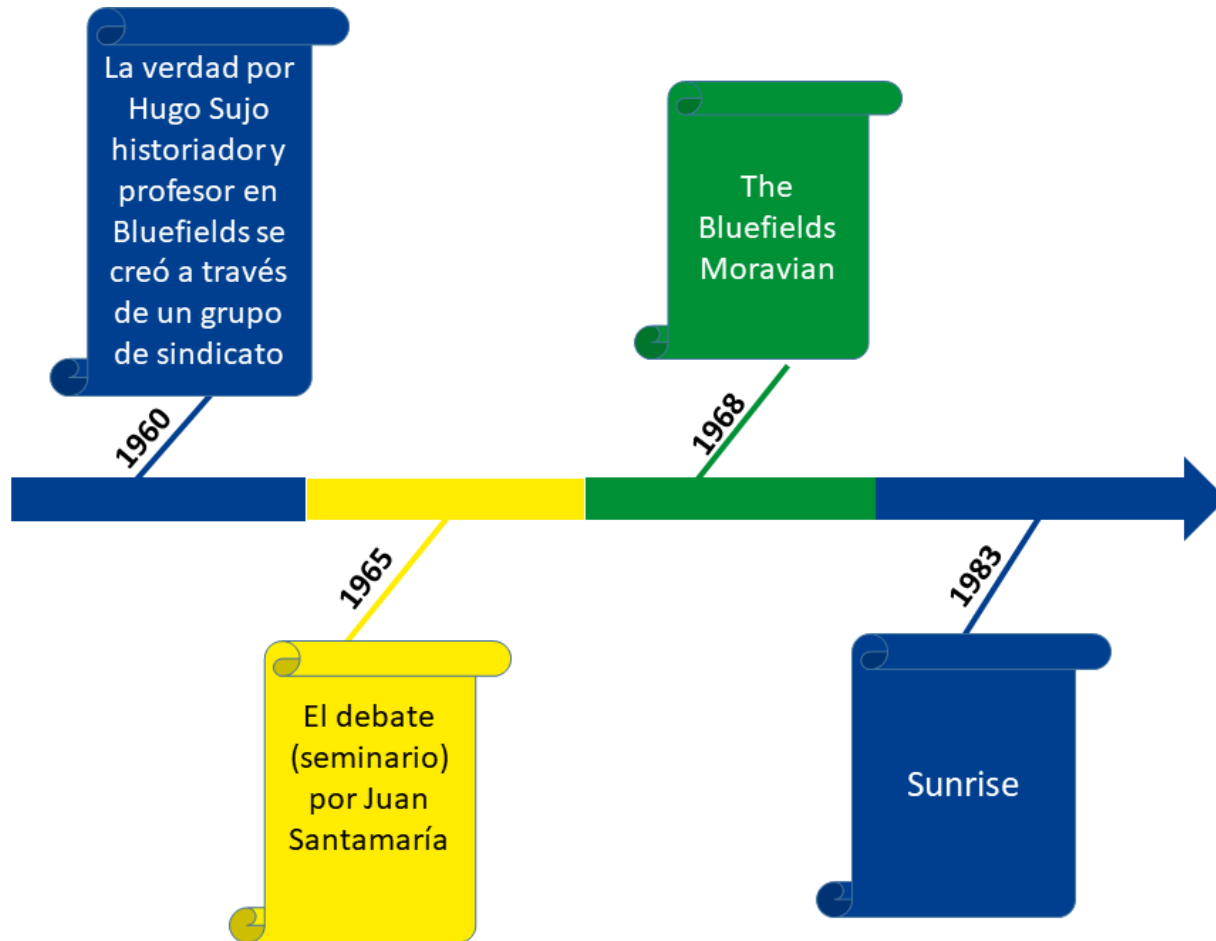 La verdad por
Hugo Sujo
historiador y
profesor en
Bluefields se
creó a través
de un grupo
de sindicato
1960
El debate
(seminario)
por Juan
Santamaría
1965
The
Bluefields
Moravian
1968
Sunrise
1983